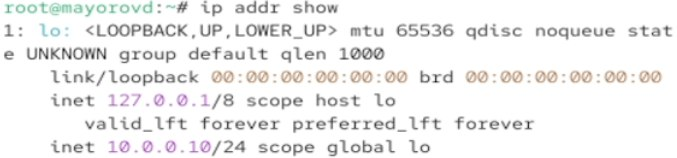 root@mayorovd:~# ip addr show
1: lo: <LOOPBACK,UP,LOWER_UP> mtu 65536 qdisc noqueue stat
e UNKNOWN group default qlen 1000
    link/loopback 00:00:00:00:00:00 brd 00:00:00:00:00:00
    inet 127.0.0.1/8 scope host lo
       valid_lft forever preferred_lft forever
    inet 10.0.0.10/24 scope global lo